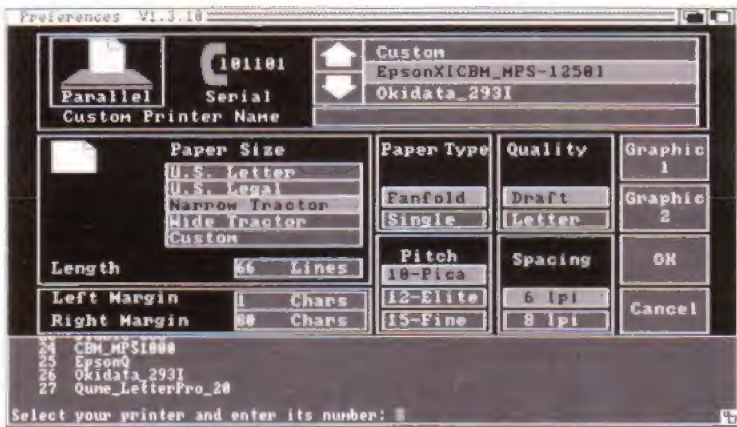 Preferences V1.3.10
Parallel
101101
Serial
Custom
EpsonX[CBM_MPS-1250]
Okidata_293I
Custom Printer Name
Paper Size
U.S. Letter
U.S. Legal
Narrow Tractor
Wide Tractor
Custom
Length 66 Lines
Left Margin 1 Chars
Right Margin 80 Chars
Paper Type
Fanfold
Single
Quality
Draft
Letter
Pitch
10-Pica
12-Elite
15-Fine
Spacing
6 lpi
8 lpi
Graphic
1
Graphic
2
OK
Cancel
24 CBM_MPS1000
25 EpsonQ
26 Okidata_293I
27 Qume_LetterPro_20
Select your printer and enter its number: